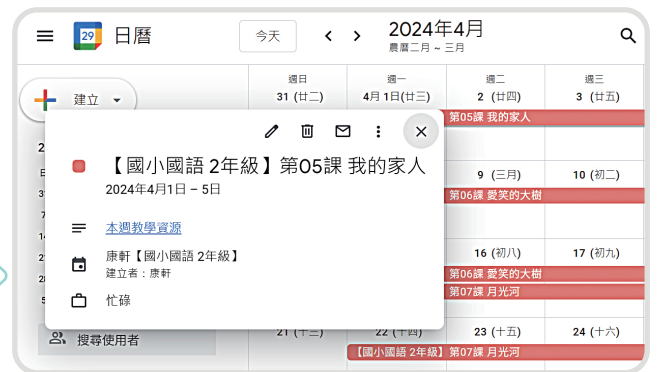 29 日曆
今天
2024年4月
農曆二月 ~ 三月
建立
週日 週一 週二 週三
31 (廿二) 4月 1日(廿三) 2 (廿四) 3 (廿五)
第05課 我的家人
【國小國語 2年級】第05課 我的家人
2024年4月1日 – 5日
本週教學資源
康軒【國小國語 2年級】
建立者：康軒
忙碌
9 (三月) 10 (初二)
第06課 愛笑的大樹
16 (初八) 17 (初九)
第06課 愛笑的大樹
第07課 月光河
搜尋使用者
21 (十三) 22 (十四) 23 (十五) 24 (十六)
【國小國語 2年級】第07課 月光河